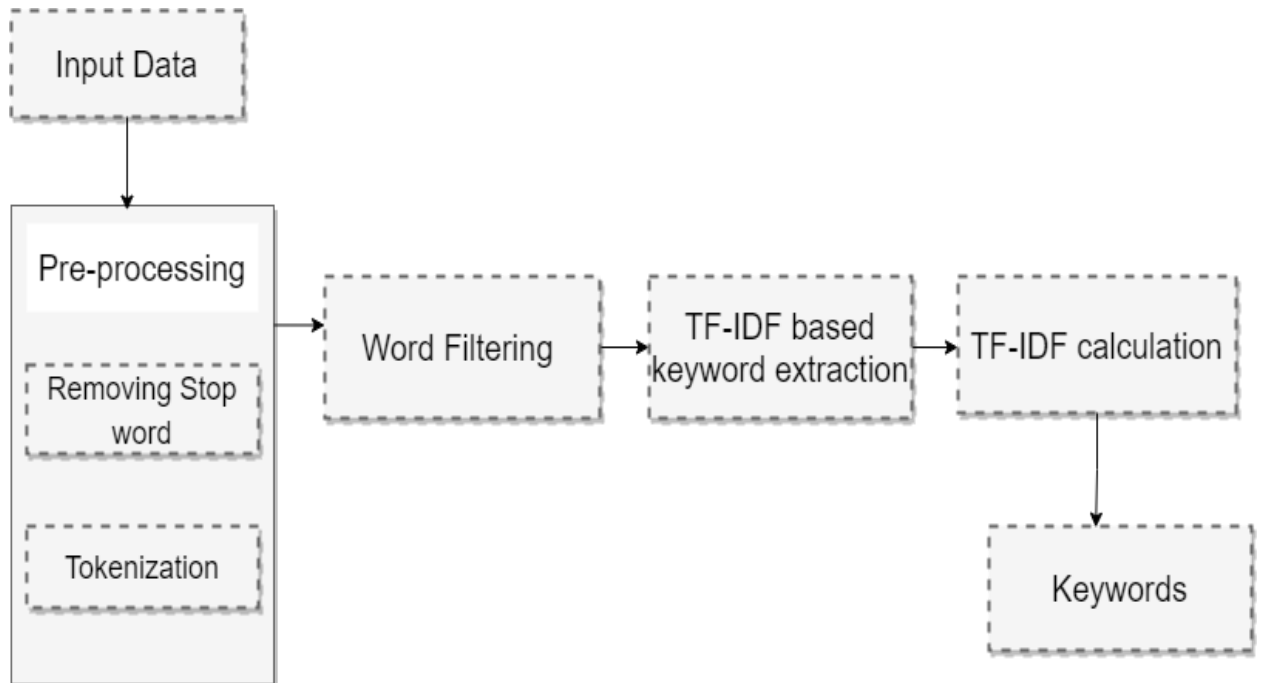 Input Data
Pre-processing
Removing Stop
word
Tokenization
Word Filtering
TF-IDF based
keyword extraction
TF-IDF calculation
Keywords